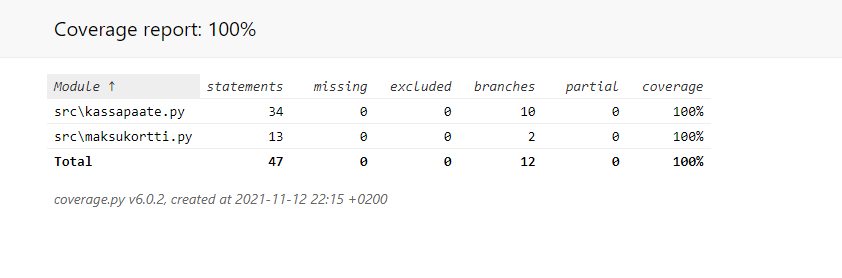 Coverage report: 100%
Module ↑ statements missing excluded branches partial coverage
src\kassapaate.py 34 0 0 10 0 100%
src\maksukortti.py 13 0 0 2 0 100%
Total 47 0 0 12 0 100%
coverage.py v6.0.2, created at 2021-11-12 22:15 +0200